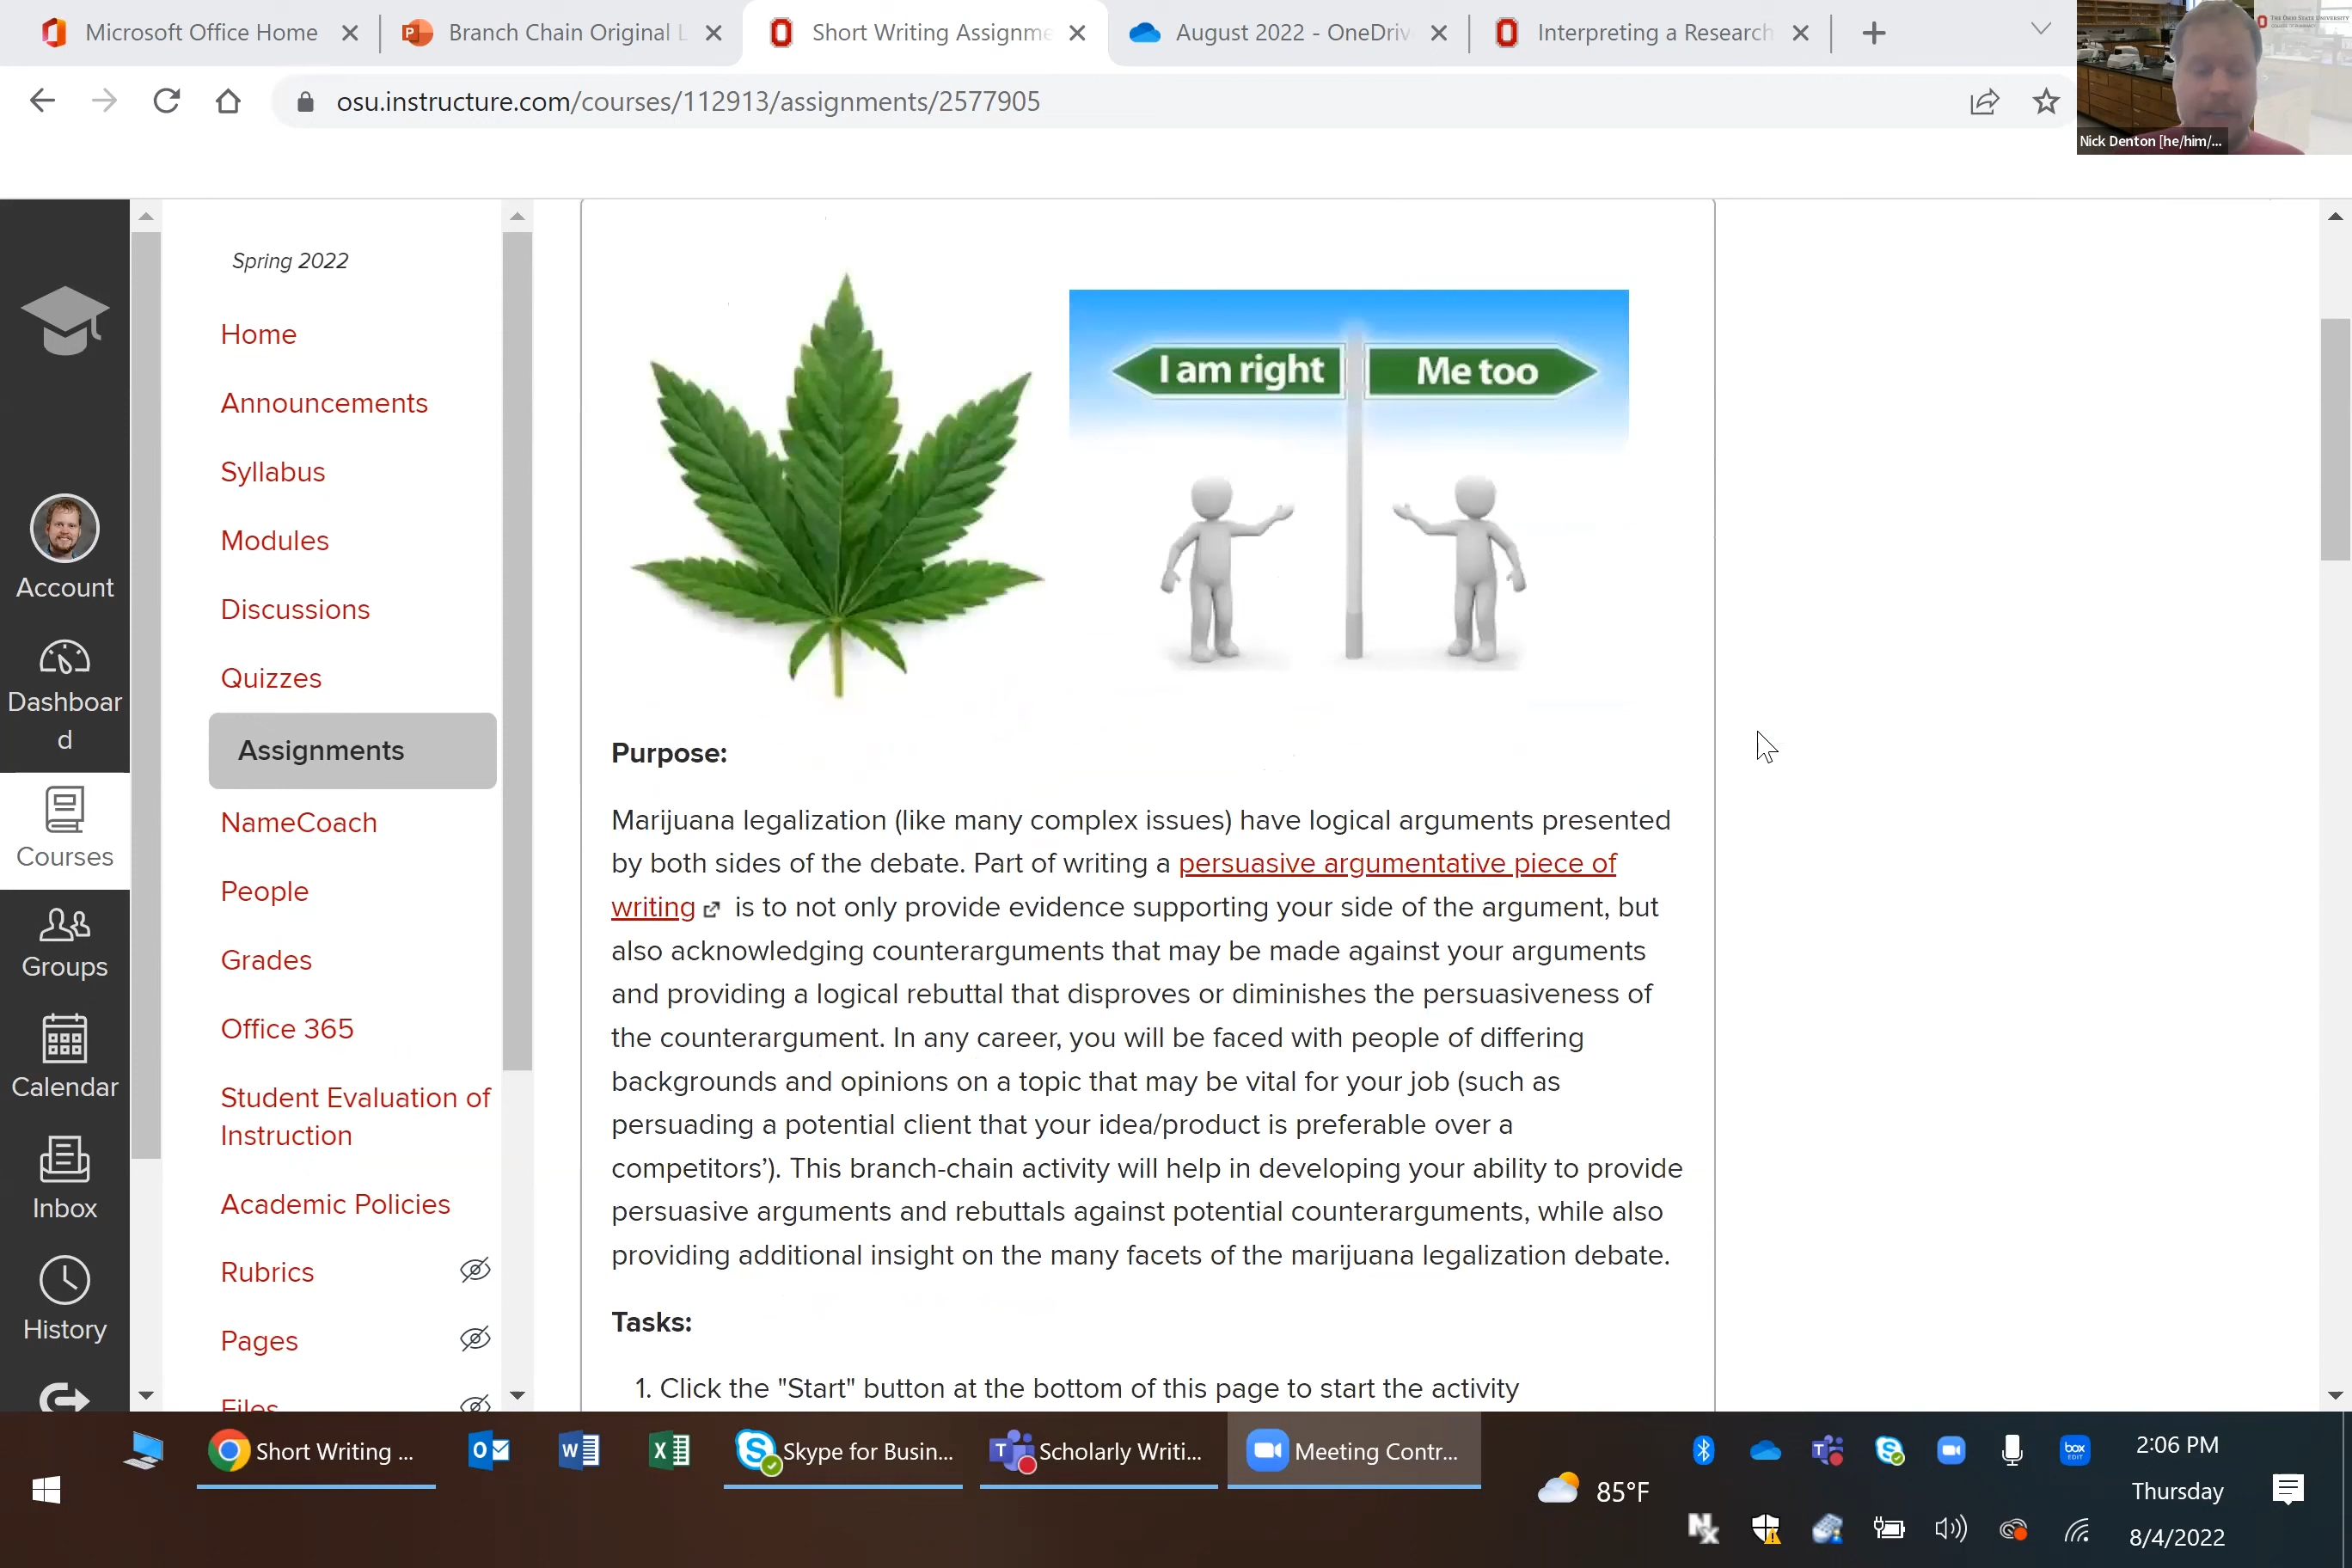 Microsoft Office Home
Branch Chain Original L
Short Writing Assignme
August 2022 - OneDriv
Interpreting a Research
osu.instructure.com/courses/112913/assignments/2577905
THE OHIO STATE UNIVERSITY
COLLEGE OF PHARMACY
Nick Denton [he/him/...
Spring 2022
Home
Announcements
Syllabus
Modules
Discussions
Quizzes
Assignments
NameCoach
People
Grades
Office 365
Student Evaluation of
Instruction
Academic Policies
Rubrics
Pages
Files
Account
Dashboar
d
Courses
Groups
Calendar
Inbox
History
I am right
Me too
Purpose:
Marijuana legalization (like many complex issues) have logical arguments presented
by both sides of the debate. Part of writing a persuasive argumentative piece of
writing is to not only provide evidence supporting your side of the argument, but
also acknowledging counterarguments that may be made against your arguments
and providing a logical rebuttal that disproves or diminishes the persuasiveness of
the counterargument. In any career, you will be faced with people of differing
backgrounds and opinions on a topic that may be vital for your job (such as
persuading a potential client that your idea/product is preferable over a
competitors’). This branch-chain activity will help in developing your ability to provide
persuasive arguments and rebuttals against potential counterarguments, while also
providing additional insight on the many facets of the marijuana legalization debate.
Tasks:
1. Click the "Start" button at the bottom of this page to start the activity
Short Writing ...
Skype for Busin...
Scholarly Writi...
Meeting Contr...
85°F
box
EDIT
2:06 PM
Thursday
8/4/2022